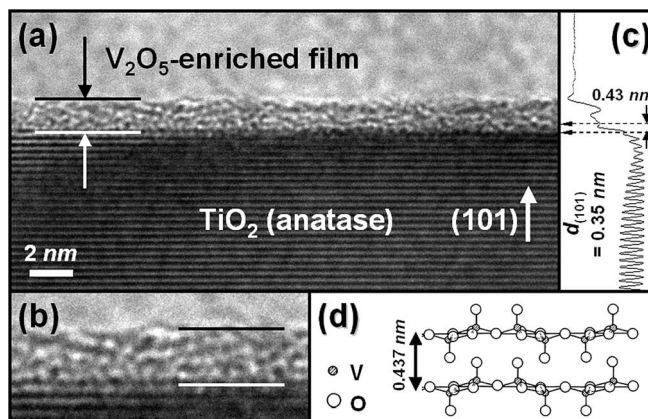 (a)
V₂O₅-enriched film
TiO₂ (anatase)
(101)
2 nm
(b)
(c)
0.43 nm
d(101)
= 0.35 nm
(d)
0.437 nm
V
O